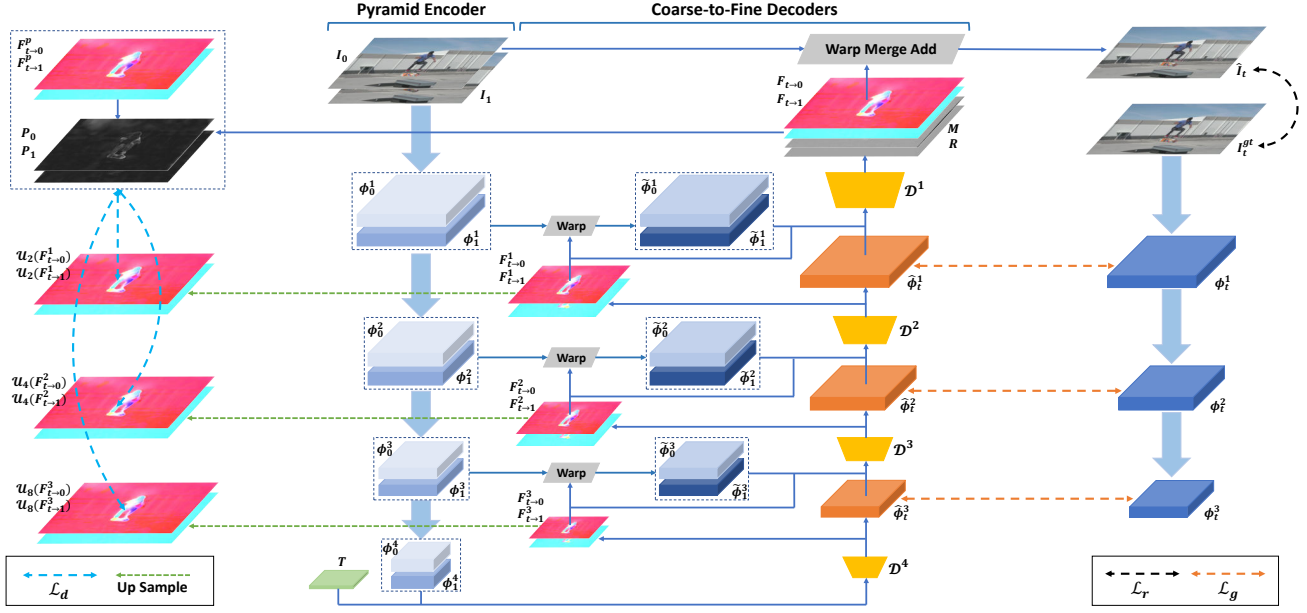 Pyramid Encoder
Coarse-to-Fine Decoders
F^p_{t→0}
F^p_{t→1}
P_0
P_1
I_0
I_1
Warp Merge Add
F_{t→0}
F_{t→1}
M
R
Î_t
I^{gt}_t
ϕ^1_0
ϕ^1_1
Warp
ϕ̃^1_0
ϕ̃^1_1
𝒟^1
𝒰_2(F^1_{t→0})
𝒰_2(F^1_{t→1})
F^1_{t→0}
F^1_{t→1}
ϕ̂^1_t
ϕ^1_t
ϕ^2_0
ϕ^2_1
Warp
ϕ̃^2_0
ϕ̃^2_1
𝒟^2
𝒰_4(F^2_{t→0})
𝒰_4(F^2_{t→1})
F^2_{t→0}
F^2_{t→1}
ϕ̂^2_t
ϕ^2_t
ϕ^3_0
ϕ^3_1
Warp
ϕ̃^3_0
ϕ̃^3_1
𝒟^3
𝒰_8(F^3_{t→0})
𝒰_8(F^3_{t→1})
F^3_{t→0}
F^3_{t→1}
ϕ̂^3_t
ϕ^3_t
T
ϕ^4_0
ϕ^4_1
𝒟^4
ℒ_d
Up Sample
ℒ_r
ℒ_g